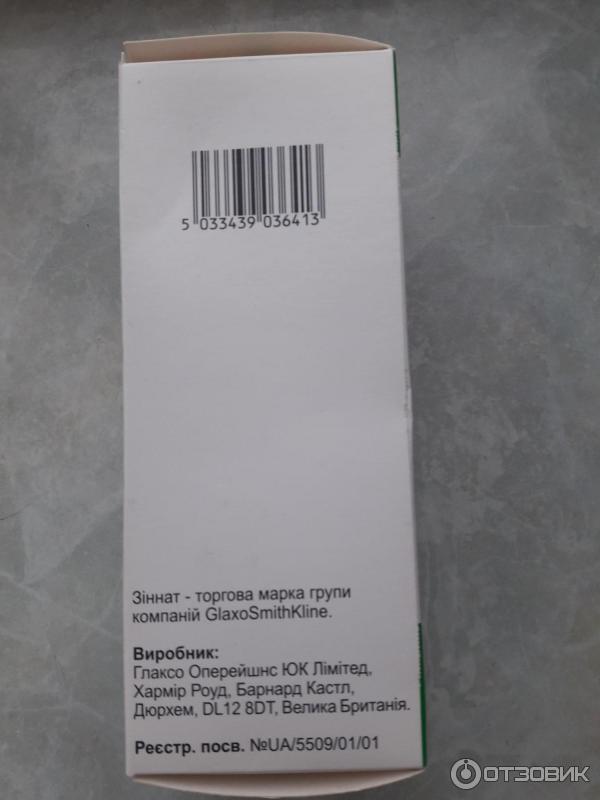 5 033439 036413
Зіннат - торгова марка групи
компаній GlaxoSmithKline.
Виробник:
Глаксо Оперейшнс ЮК Лімітед,
Хармір Роуд, Барнард Кастл,
Дюрхем, DL12 8DT, Велика Британія.
Реєстр. посв. №UA/5509/01/01
ОТЗОВИК